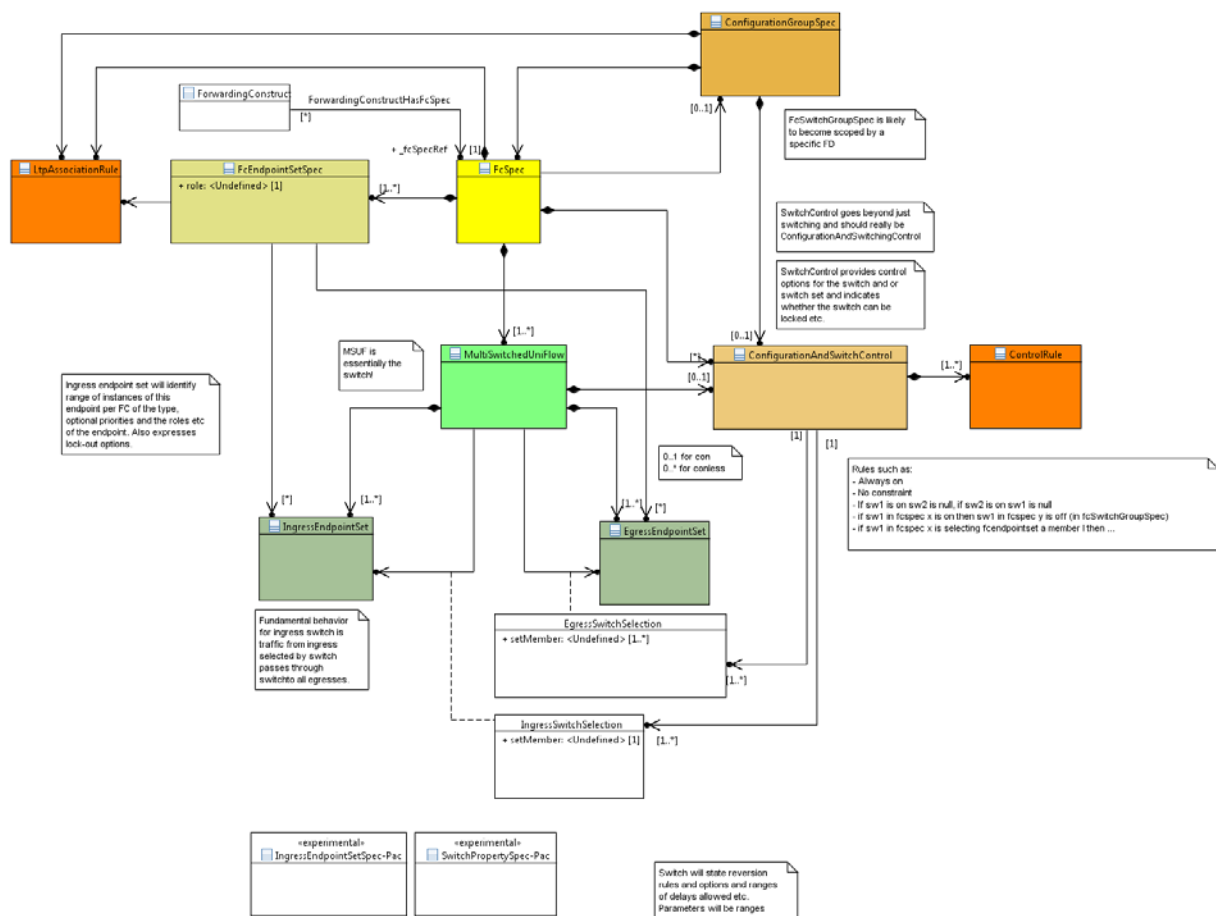 ConfigurationGroupSpec
ForwardingConstruct
ForwardingConstructHasFcSpec
[*]
[0..1]
FcSwitchGroupSpec is likely
to become scoped by a
specific FD
+ _fcSpecRef
[1]
LtpAssociationRule
FcEndpointSetSpec
+ role: <Undefined> [1]
[1..*]
FcSpec
SwitchControl goes beyond just
switching and should really be
ConfigurationAndSwitchingControl
SwitchControl provides control
options for the switch and or
switch set and indicates
whether the switch can be
locked etc.
[1..*]
[0..1]
MSUF is
essentially the
switch!
MultiSwitchedUniFlow
[*]
[0..1]
ConfigurationAndSwitchControl
[1..*]
ControlRule
Ingress endpoint set will identify
range of instances of this
endpoint per FC of the type,
optional priorities and the roles etc
of the endpoint. Also expresses
lock-out options.
[1]
[1]
0..1 for con
0..* for conless
Rules such as:
- Always on
- No constraint
- If sw1 is on sw2 is null, if sw2 is on sw1 is null
- if sw1 in fcspec x is on then sw1 in fcspec y is off (in fcSwitchGroupSpec)
- if sw1 in fcspec x is selecting fcendpointset a member I then ...
[*]
[1..*]
[1..*]
[*]
IngressEndpointSet
EgressEndpointSet
Fundamental behavior
for ingress switch is
traffic from ingress
selected by switch
passes through
switchto all egresses.
EgressSwitchSelection
+ setMember: <Undefined> [1..*]
[1..*]
IngressSwitchSelection
+ setMember: <Undefined> [1]
[1..*]
«experimental»
IngressEndpointSetSpec-Pac
«experimental»
SwitchPropertySpec-Pac
Switch will state reversion
rules and options and ranges
of delays allowed etc.
Parameters will be ranges